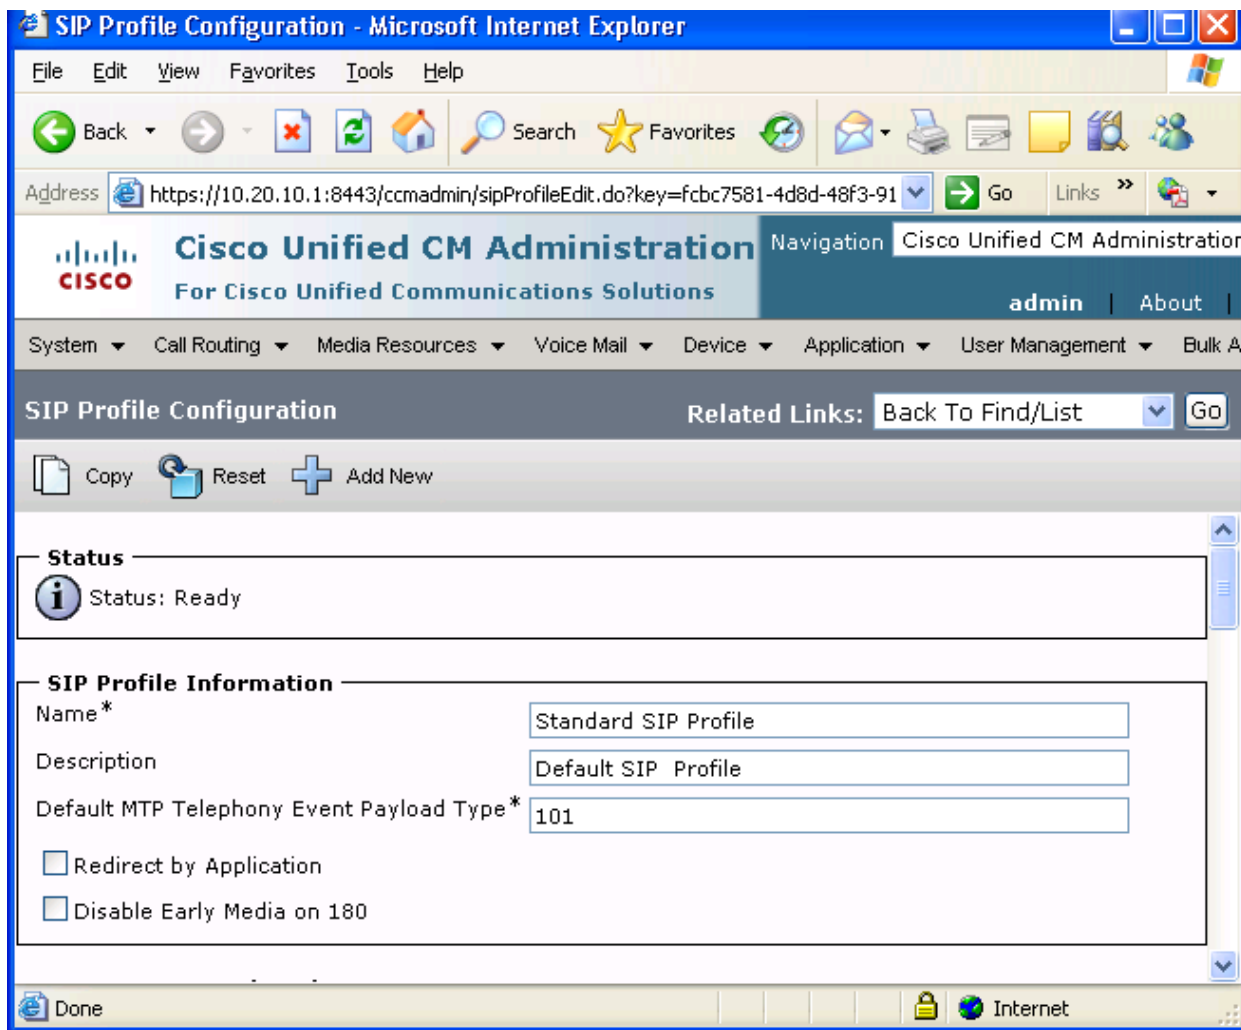 SIP Profile Configuration - Microsoft Internet Explorer
File Edit View Favorites Tools Help
Back Search Favorites
Address https://10.20.10.1:8443/ccmadmin/sipProfileEdit.do?key=fcbc7581-4d8d-48f3-91 Go Links »
CISCO Cisco Unified CM Administration Navigation Cisco Unified CM Administration
For Cisco Unified Communications Solutions
admin | About |
System Call Routing Media Resources Voice Mail Device Application User Management Bulk A
SIP Profile Configuration Related Links: Back To Find/List Go
Copy Reset Add New
Status
i Status: Ready
SIP Profile Information
Name* Standard SIP Profile
Description Default SIP  Profile
Default MTP Telephony Event Payload Type* 101
Redirect by Application
Disable Early Media on 180
Done Internet